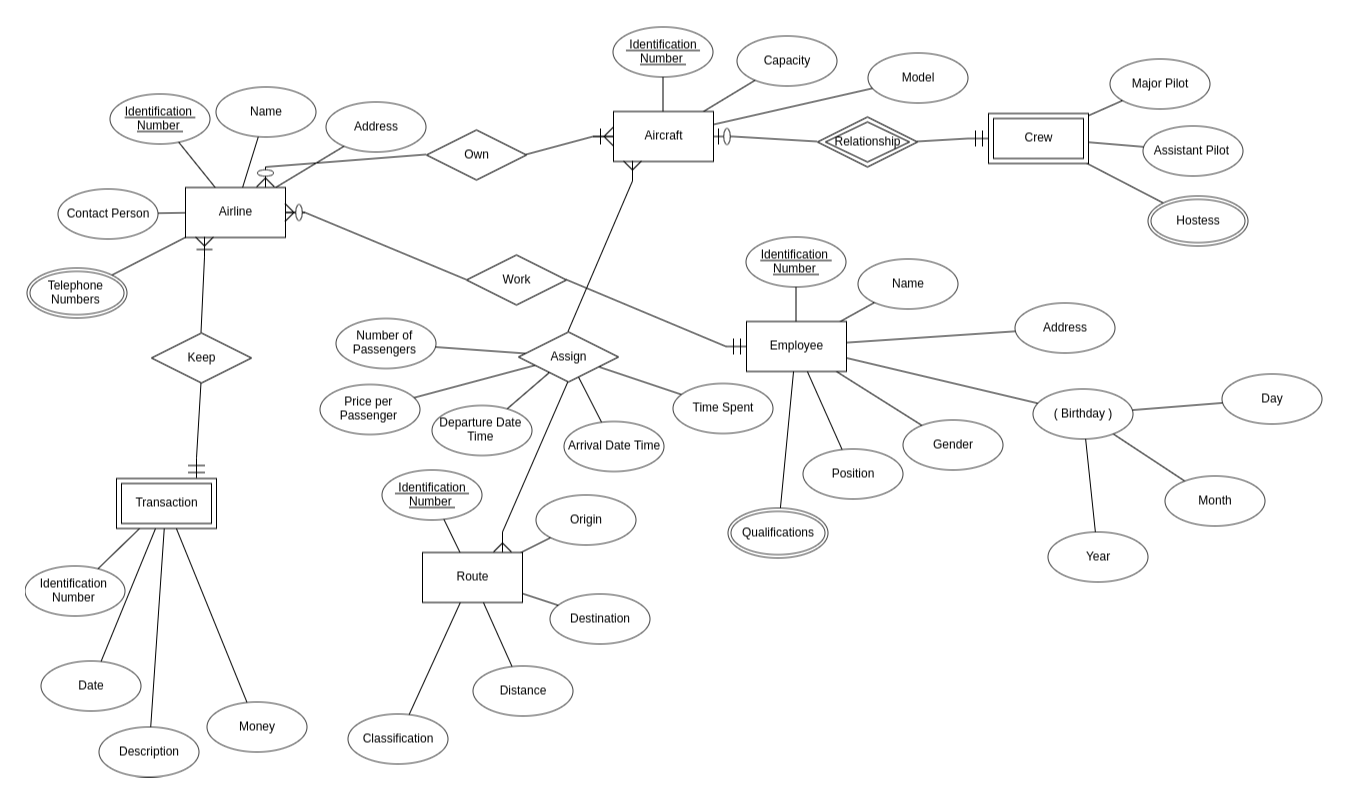 Identification
Number
Capacity
Model
Major Pilot
Identification
Number
Name
Address
Own
Aircraft
Relationship
Crew
Assistant Pilot
Contact Person
Airline
Hostess
Telephone
Numbers
Work
Identification
Number
Name
Address
Keep
Number of
Passengers
Assign
Employee
Price per
Passenger
Departure Date
Time
Arrival Date Time
Time Spent
( Birthday )
Day
Gender
Position
Month
Qualifications
Year
Transaction
Identification
Number
Origin
Route
Destination
Identification
Number
Date
Description
Money
Distance
Classification